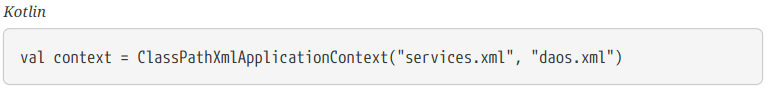 Kotlin
val context = ClassPathXmlApplicationContext("services.xml", "daos.xml")